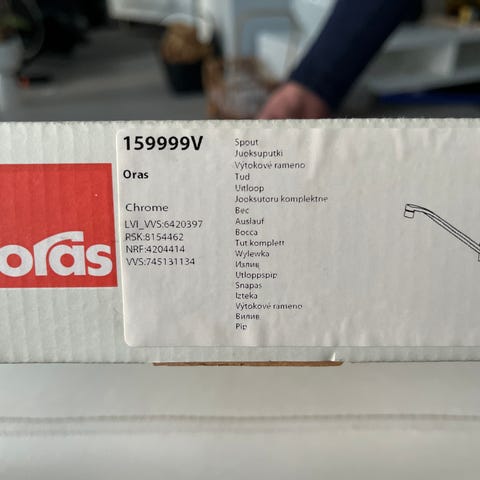 159999V
Oras
Chrome
LVI_VVS:6420397
RSK:8154462
NRF:4204414
VVS:745131134
Spout
Juoksuputki
Výtokové rameno
Tud
Uitloop
Jooksutoru komplektne
Bec
Auslauf
Bocca
Tut komplett
Wylewka
Излив
Utloppspip
Snapas
Izteka
Výtokové rameno
Вилив
Pip
oras